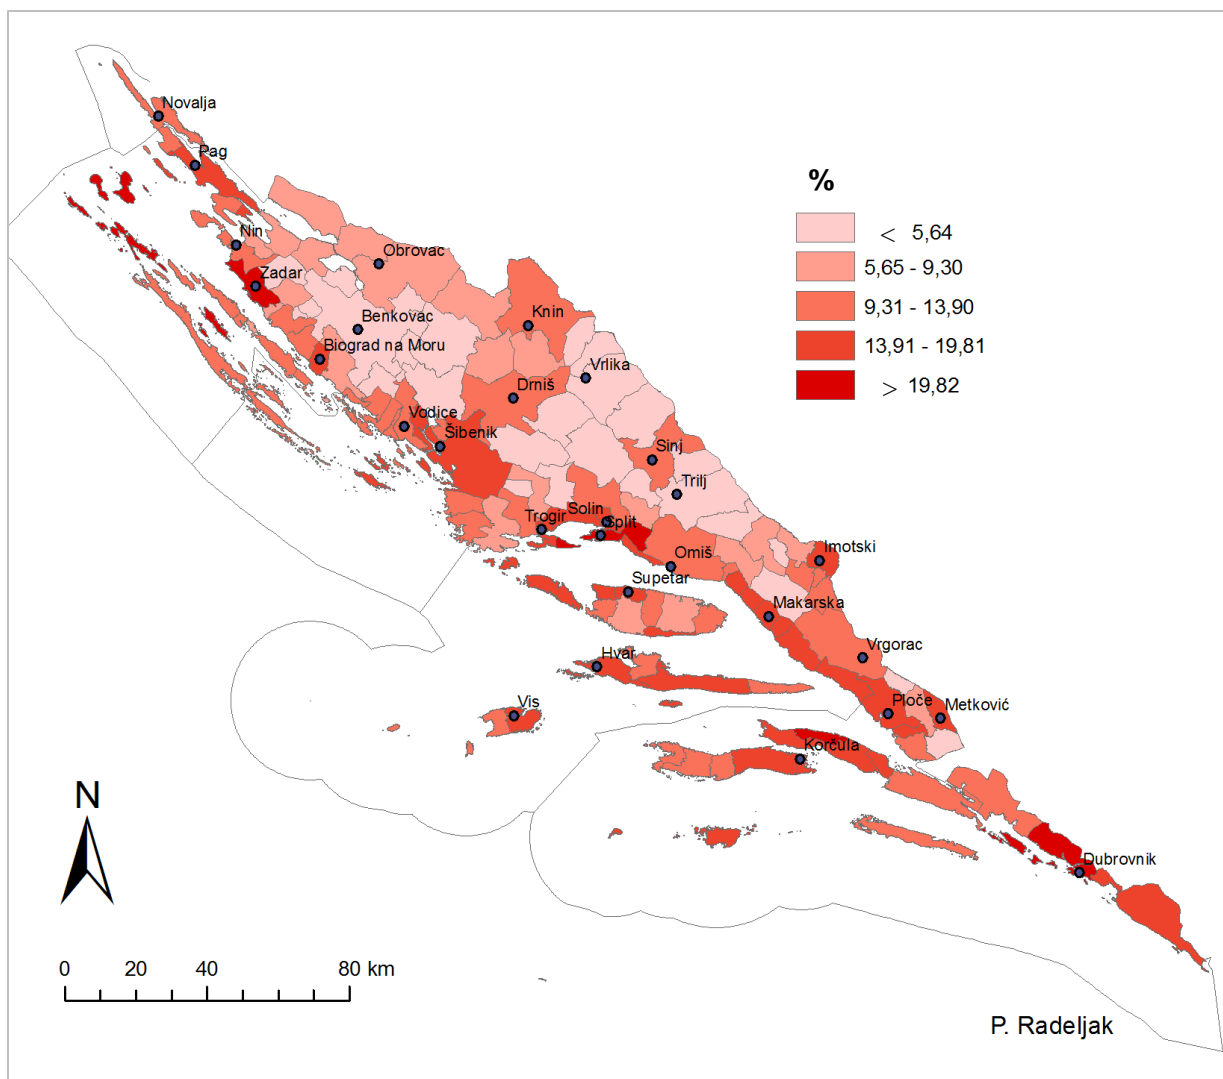 Novalja
Pag
Nin
Zadar
Obrovac
Benkovac
Biograd na Moru
Knin
Vrlika
Drniš
Vodice
Šibenik
Sinj
Trilj
Trogir
Solin
Split
Omiš
Imotski
Supetar
Makarska
Hvar
Vrgorac
Vis
Ploče
Metković
Korčula
Dubrovnik
%
< 5,64
5,65 - 9,30
9,31 - 13,90
13,91 - 19,81
> 19,82
N
0 20 40 80 km
P. Radeljak